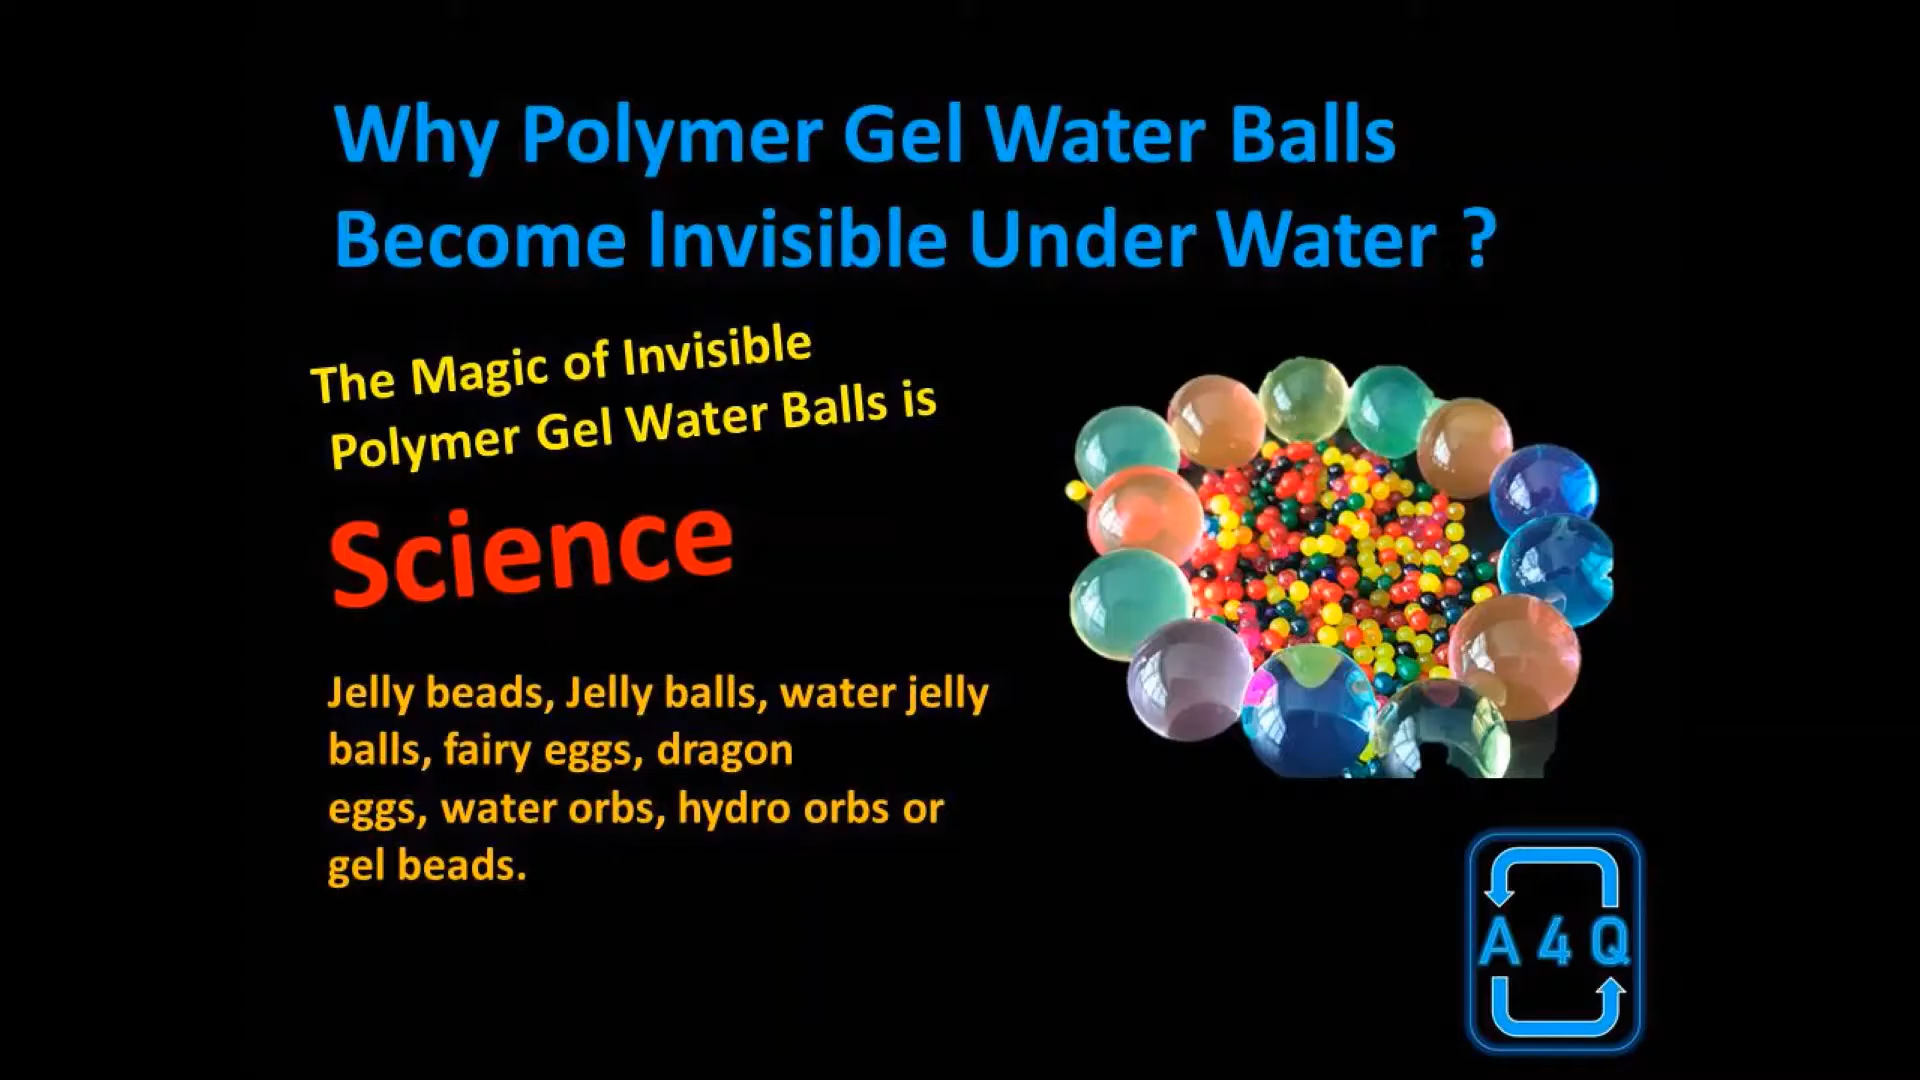 Why Polymer Gel Water Balls
Become Invisible Under Water ?
The Magic of Invisible
Polymer Gel Water Balls is
Science
Jelly beads, Jelly balls, water jelly
balls, fairy eggs, dragon
eggs, water orbs, hydro orbs or
gel beads.
A 4 Q